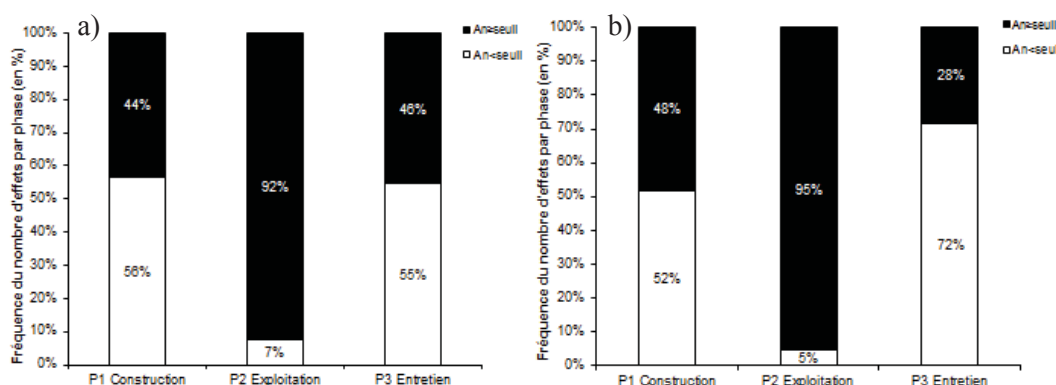 a)
An≥seuil
An<seuil
Fréquence du nombre d'effets par phase (en %)
100%
90%
80%
70%
60%
50%
40%
30%
20%
10%
0%
44%
56%
92%
7%
46%
55%
P1 Construction
P2 Exploitation
P3 Entretien
b)
An≥seuil
An<seuil
Fréquence du nombre d'effets par phase (en %)
100%
90%
80%
70%
60%
50%
40%
30%
20%
10%
0%
48%
52%
95%
5%
28%
72%
P1 Construction
P2 Exploitation
P3 Entretien